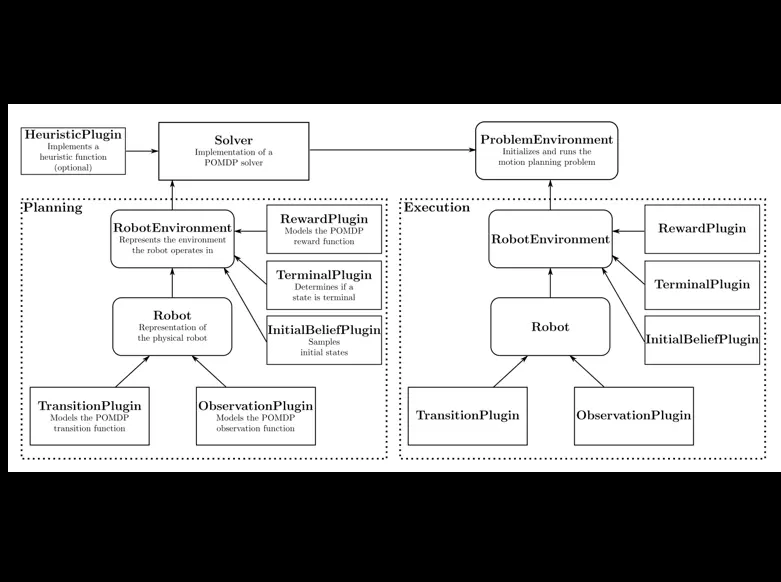 HeuristicPlugin
Implements a
heuristic function
(optional)
Solver
Implementation of a
POMDP solver
ProblemEnvironment
Initializes and runs the
motion planning problem
Planning
RobotEnvironment
Represents the environment
the robot operates in
RewardPlugin
Models the POMDP
reward function
TerminalPlugin
Determines if a
state is terminal
InitialBeliefPlugin
Samples
initial states
Robot
Representation of
the physical robot
TransitionPlugin
Models the POMDP
transition function
ObservationPlugin
Models the POMDP
observation function
Execution
RobotEnvironment
RewardPlugin
TerminalPlugin
InitialBeliefPlugin
Robot
TransitionPlugin
ObservationPlugin